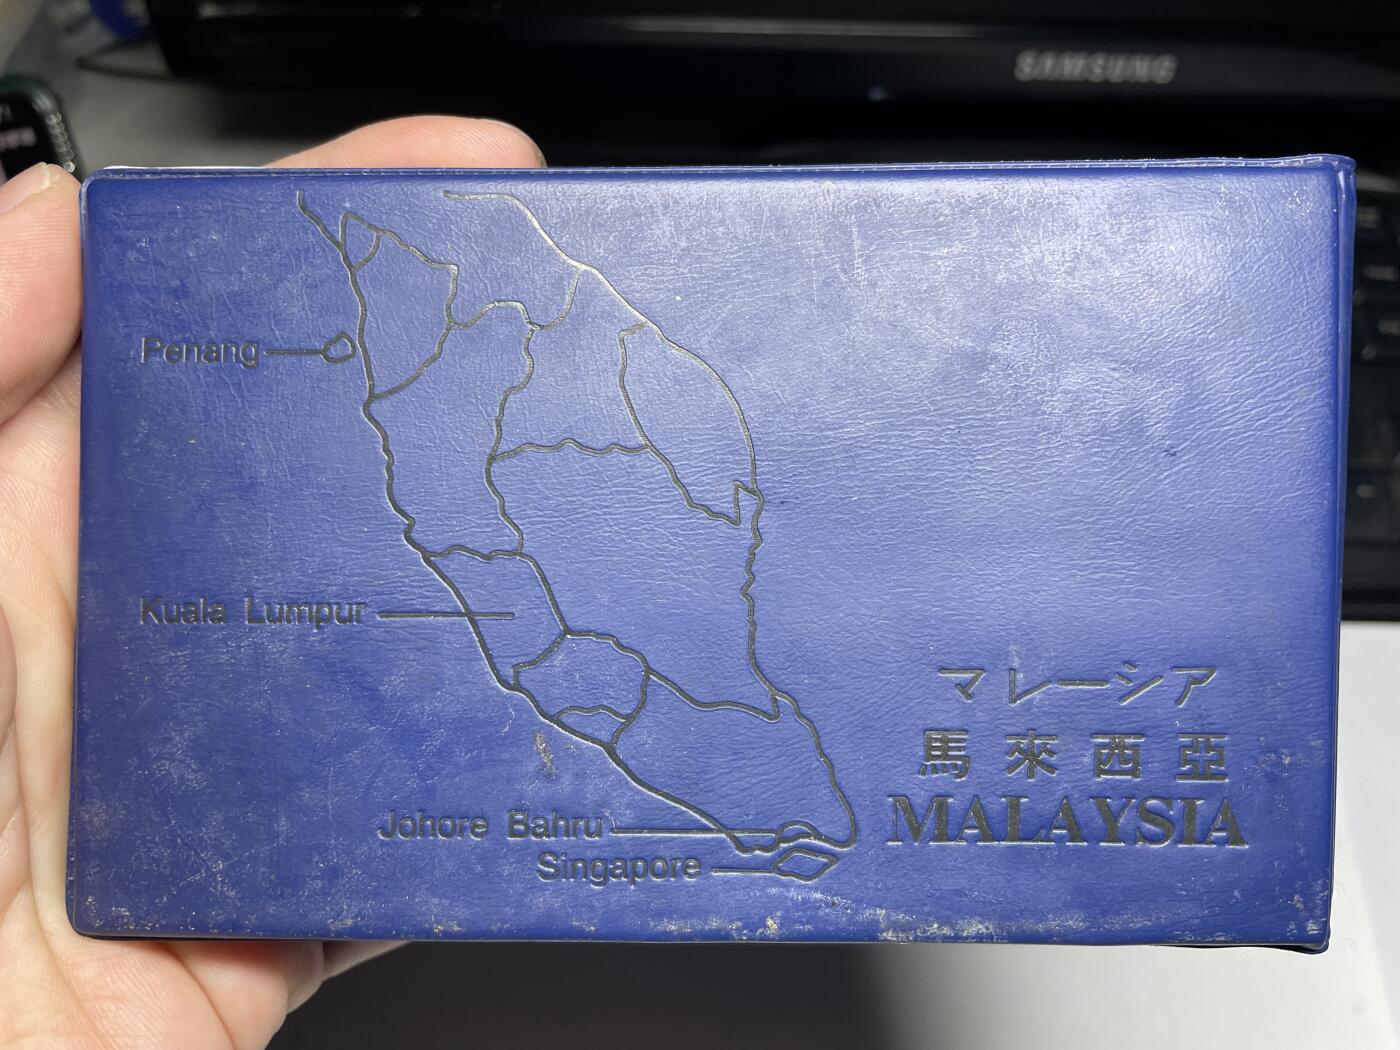 SAMSUNG
Penang
Kuala Lumpur
マレーシア
馬來西亞
MALAYSIA
Johore Bahru
Singapore